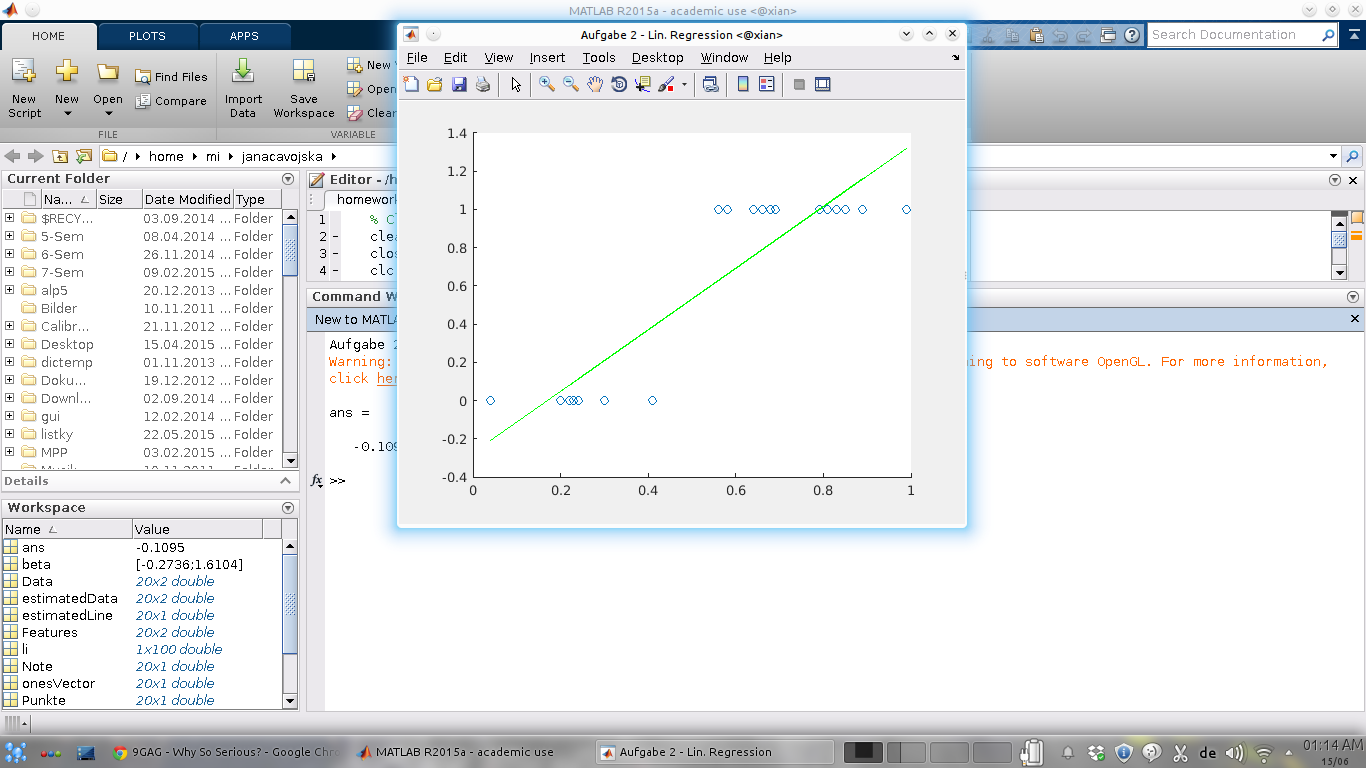 MATLAB R2015a - academic use <@xian>
HOME PLOTS APPS
Search Documentation
New Script
New
Open
Find Files
Compare
Import Data
Save Workspace
New
Open
Clear
FILE
VARIABLE
/ home mi janacavojska
Current Folder
Na... Size Date Modified Type
$RECY... 03.09.2014 ... Folder
5-Sem 08.04.2014 ... Folder
6-Sem 26.11.2014 ... Folder
7-Sem 09.02.2015 ... Folder
alp5 20.12.2013 ... Folder
Bilder 10.11.2011 ... Folder
Calibr... 21.11.2012 ... Folder
Desktop 15.04.2015 ... Folder
dictemp 01.11.2013 ... Folder
Doku... 19.12.2012 ... Folder
Downl... 02.09.2014 ... Folder
gui 12.02.2014 ... Folder
listky 22.05.2015 ... Folder
MPP 03.02.2015 ... Folder
Details
Workspace
Name Value
ans -0.1095
beta [-0.2736;1.6104]
Data 20x2 double
estimatedData 20x2 double
estimatedLine 20x1 double
Features 20x2 double
li 1x100 double
Note 20x1 double
onesVector 20x1 double
Punkte 20x1 double
Editor - /h
homework
1 % C
2 - clea
3 - clos
4 - clc
Command W
New to MATLA
Aufgabe 2
Warning: ing to software OpenGL. For more information,
click her
ans =
-0.109
fx >>
Aufgabe 2 - Lin. Regression <@xian>
File Edit View Insert Tools Desktop Window Help
1.4
1.2
1
0.8
0.6
0.4
0.2
0
-0.2
-0.4
0 0.2 0.4 0.6 0.8 1
9GAG - Why So Serious? - Google Chro
MATLAB R2015a - academic use
Aufgabe 2 - Lin. Regression
de
01:14 AM
15/06